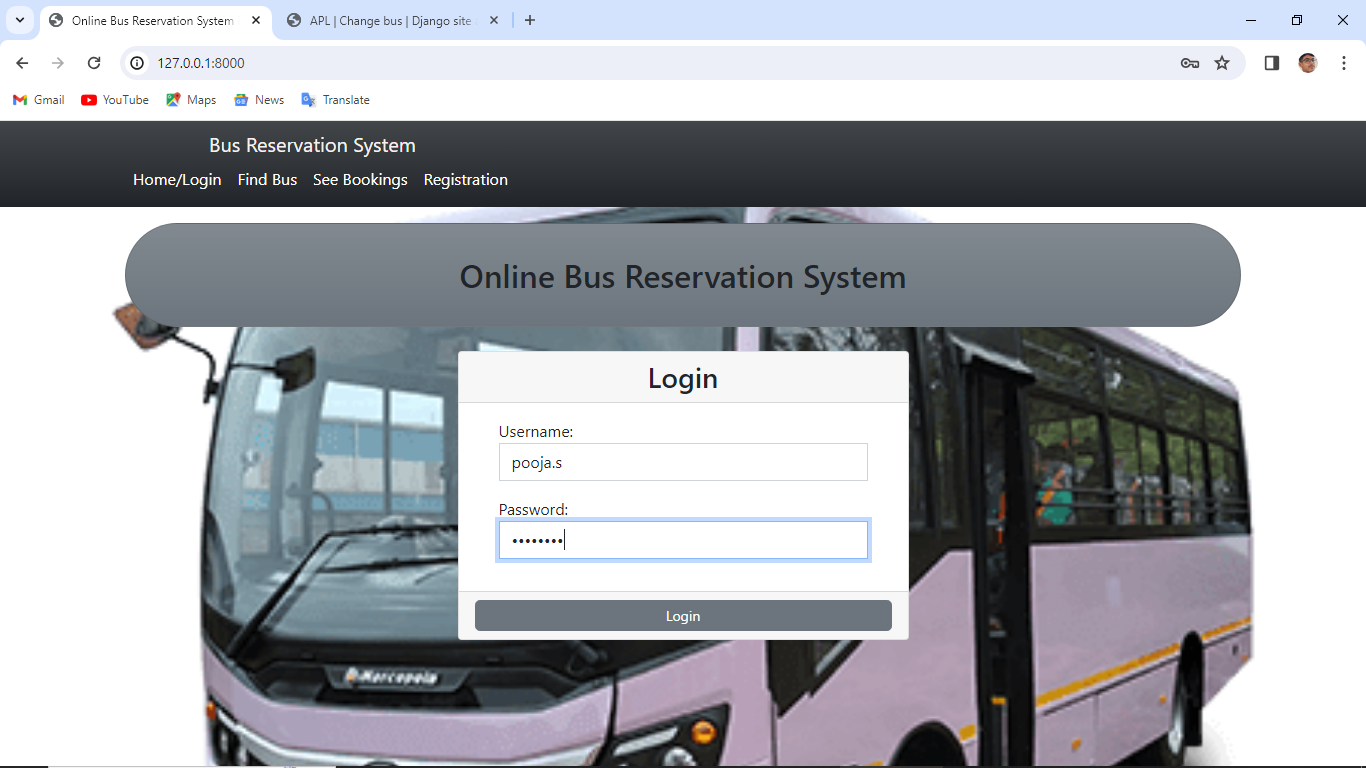 Online Bus Reservation System
APL | Change bus | Django site
127.0.0.1:8000
Gmail YouTube Maps News Translate
Bus Reservation System
Home/Login Find Bus See Bookings Registration
Online Bus Reservation System
Login
Username:
pooja.s
Password:
••••••••
Login
Marcopolo